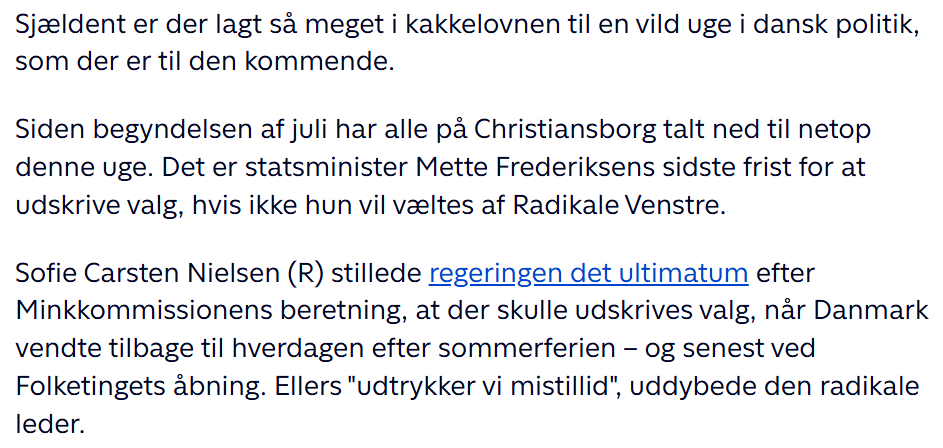 Sjældent er der lagt så meget i kakkelovnen til en vild uge i dansk politik,
som der er til den kommende.
Siden begyndelsen af juli har alle på Christiansborg talt ned til netop
denne uge. Det er statsminister Mette Frederiksens sidste frist for at
udskrive valg, hvis ikke hun vil væltes af Radikale Venstre.
Sofie Carsten Nielsen (R) stillede regeringen det ultimatum efter
Minkkommissionens beretning, at der skulle udskrives valg, når Danmark
vendte tilbage til hverdagen efter sommerferien – og senest ved
Folketingets åbning. Ellers "udtrykker vi mistillid", uddybede den radikale
leder.